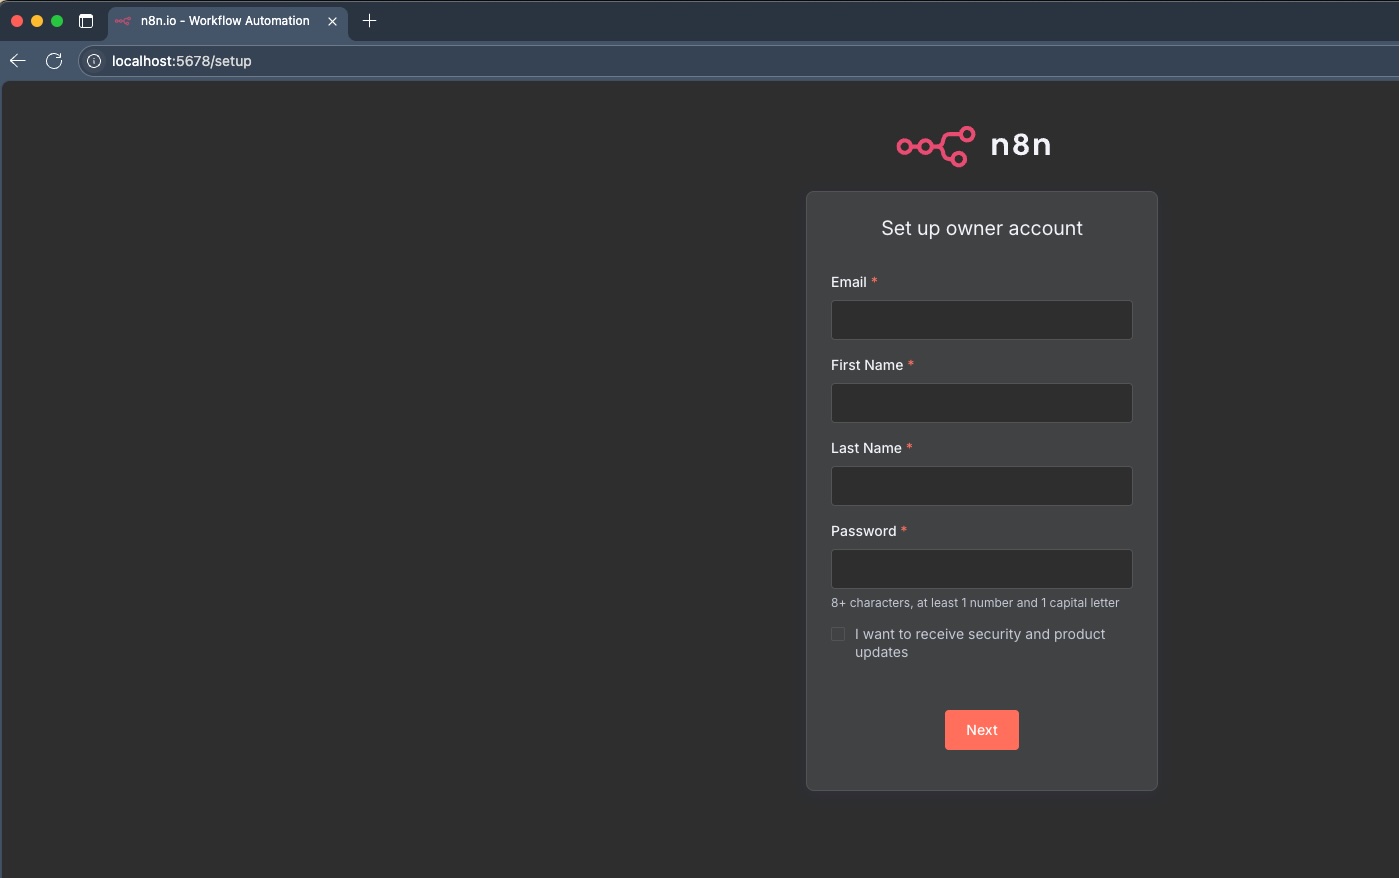 n8n.io - Workflow Automation
localhost:5678/setup
n8n
Set up owner account
Email *
First Name *
Last Name *
Password *
8+ characters, at least 1 number and 1 capital letter
I want to receive security and product
updates
Next